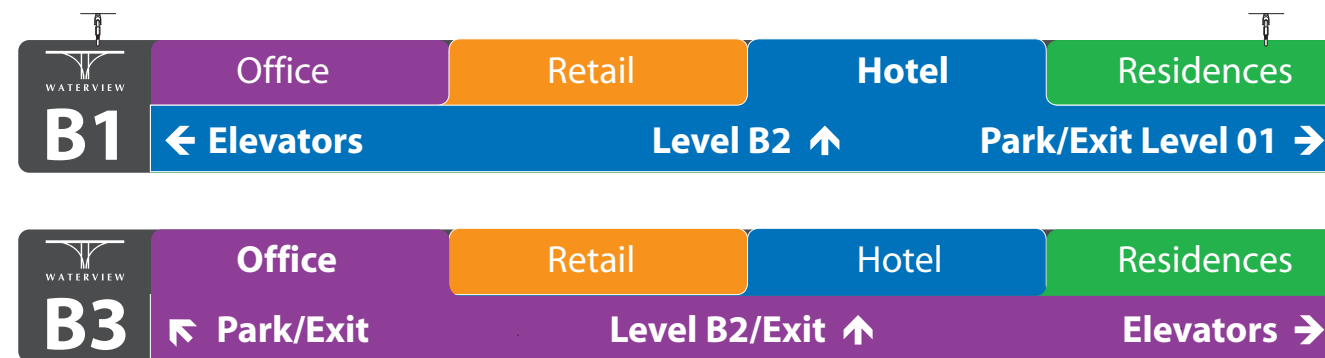 Office Retail Hotel Residences
WATERVIEW
B1 ← Elevators Level B2 ↑ Park/Exit Level 01 →
Office Retail Hotel Residences
WATERVIEW
B3 ↖ Park/Exit Level B2/Exit ↑ Elevators →